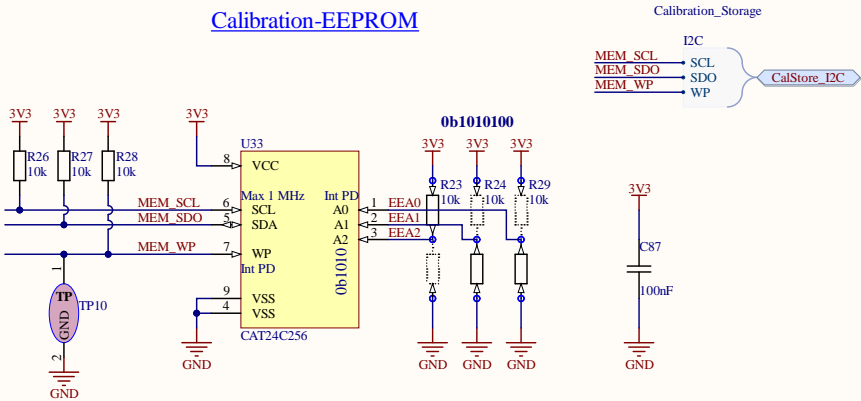 Calibration-EEPROM
Calibration_Storage
I2C
MEM_SCL
SCL
MEM_SDO
SDO
MEM_WP
WP
CalStore_I2C
3V3
3V3
3V3
3V3
0b1010100
R26
10k
R27
10k
R28
10k
U33
8
VCC
Max 1 MHz
Int PD
MEM_SCL
6
SCL
MEM_SDO
5
SDA
MEM_WP
7
WP
Int PD
A0
1
EEA0
A1
2
EEA1
A2
3
EEA2
0b1010
9
VSS
4
VSS
CAT24C256
GND
3V3
3V3
3V3
R23
10k
R24
10k
R29
10k
GND
GND
GND
3V3
C87
100nF
GND
1
TP
GND
TP10
2
GND